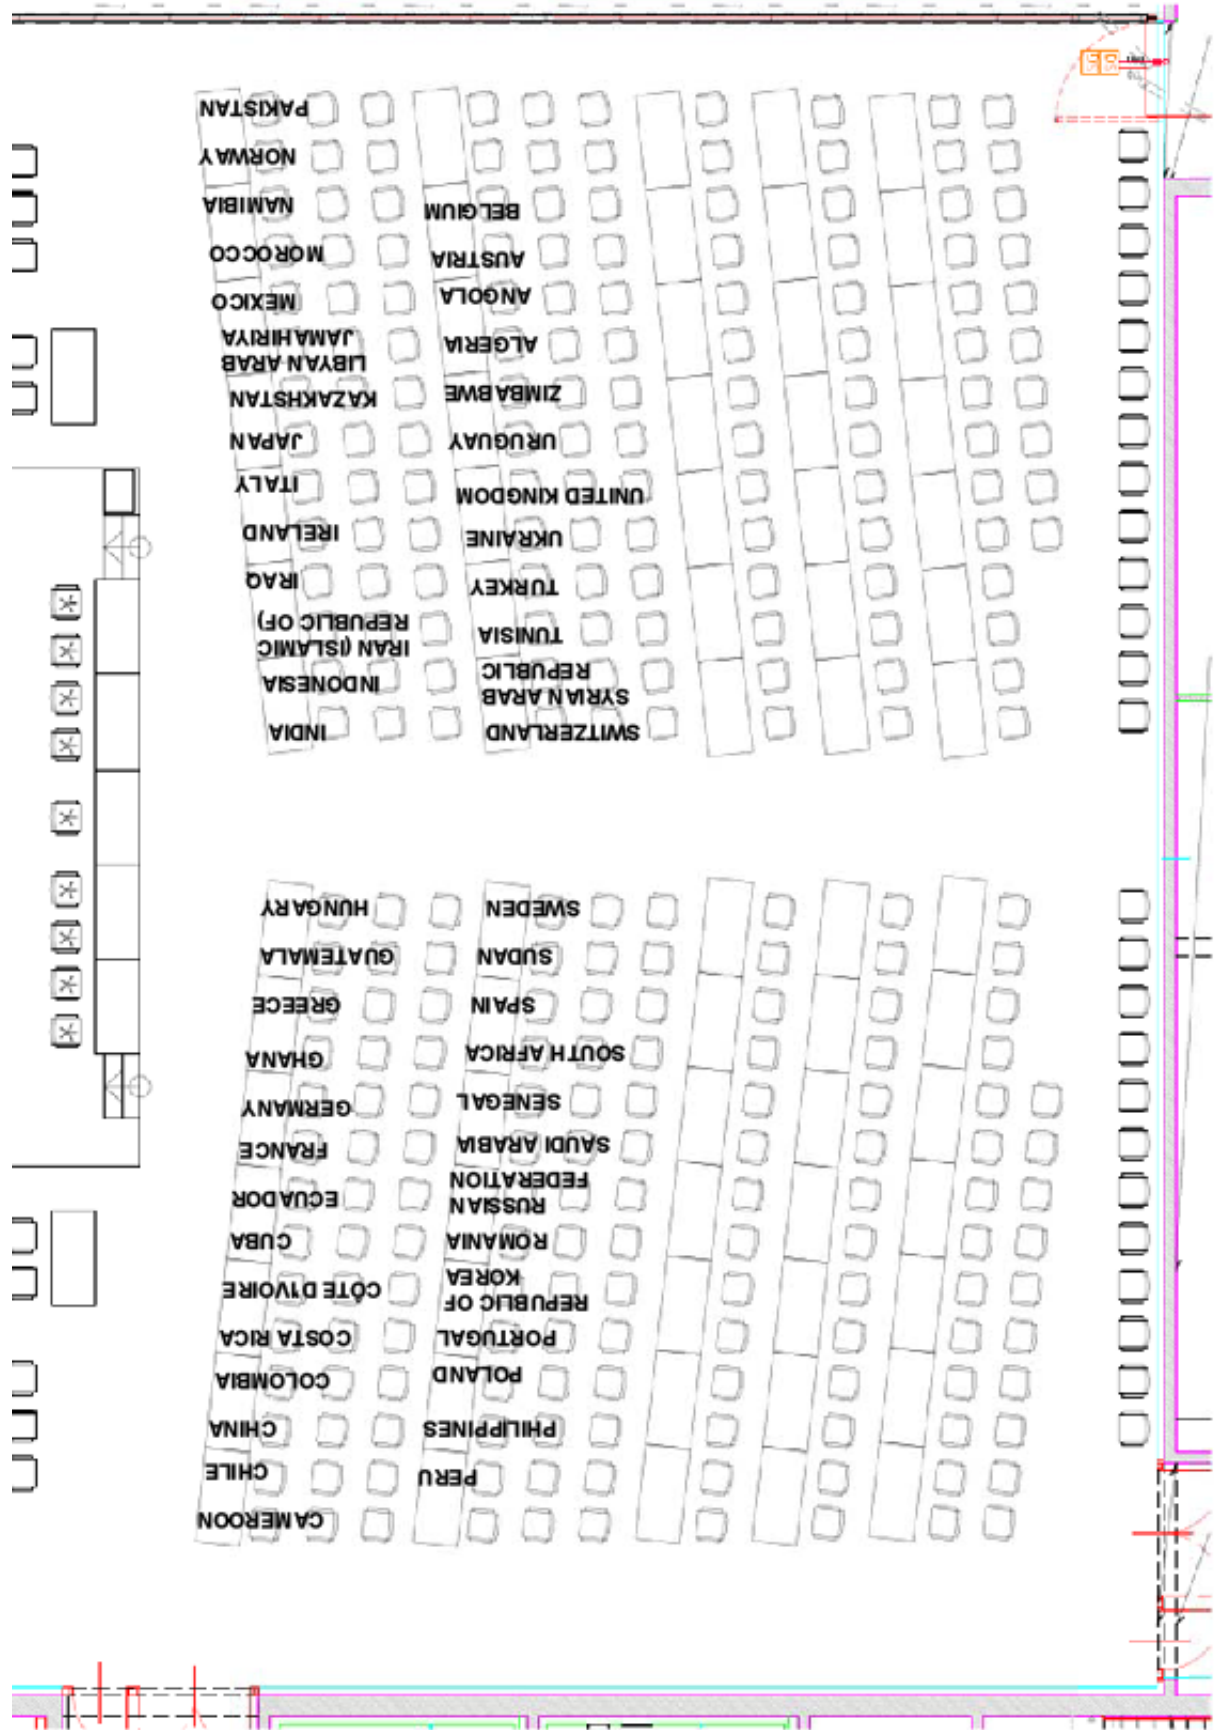 CAMEROON
CHILE
CHINA
COLOMBIA
COSTA RICA
CÔTE D'IVOIRE
CUBA
ECUADOR
FRANCE
GERMANY
GHANA
GREECE
GUATEMALA
HUNGARY
INDIA
INDONESIA
IRAN (ISLAMIC
REPUBLIC OF)
IRAQ
IRELAND
ITALY
JAPAN
KAZAKHSTAN
LIBYAN ARAB
JAMAHIRIYA
MEXICO
MOROCCO
NAMIBIA
NORWAY
PAKISTAN
PERU
PHILIPPINES
POLAND
PORTUGAL
REPUBLIC OF
KOREA
ROMANIA
RUSSIAN
FEDERATION
SAUDI ARABIA
SENEGAL
SOUTH AFRICA
SPAIN
SUDAN
SWEDEN
SWITZERLAND
SYRIAN ARAB
REPUBLIC
TUNISIA
TURKEY
UKRAINE
UNITED KINGDOM
URUGUAY
ZIMBABWE
ALGERIA
ANGOLA
AUSTRIA
BELGIUM